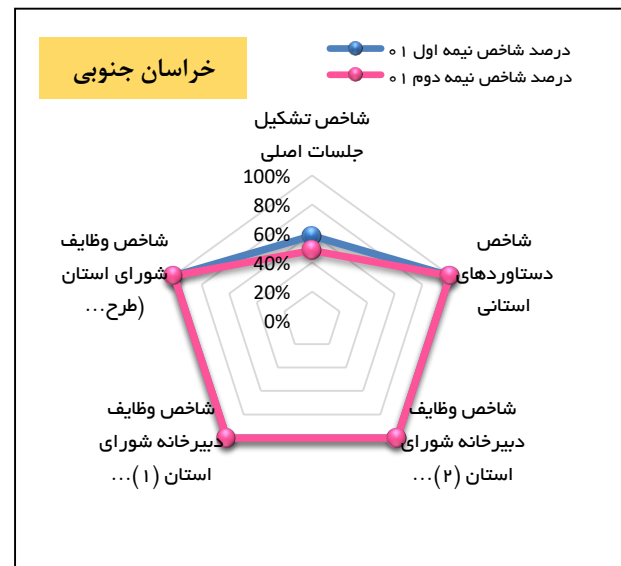 خراسان جنوبی
درصد شاخص نیمه اول ۰۱
درصد شاخص نیمه دوم ۰۱
شاخص تشکیل
جلسات اصلی
100%
80%
60%
40%
20%
0%
شاخص
دستاوردهای
استانی
شاخص وظایف
دبیرخانه شورای
استان (۲)...
شاخص وظایف
دبیرخانه شورای
استان (۱)...
شاخص وظایف
شورای استان
(طرح...